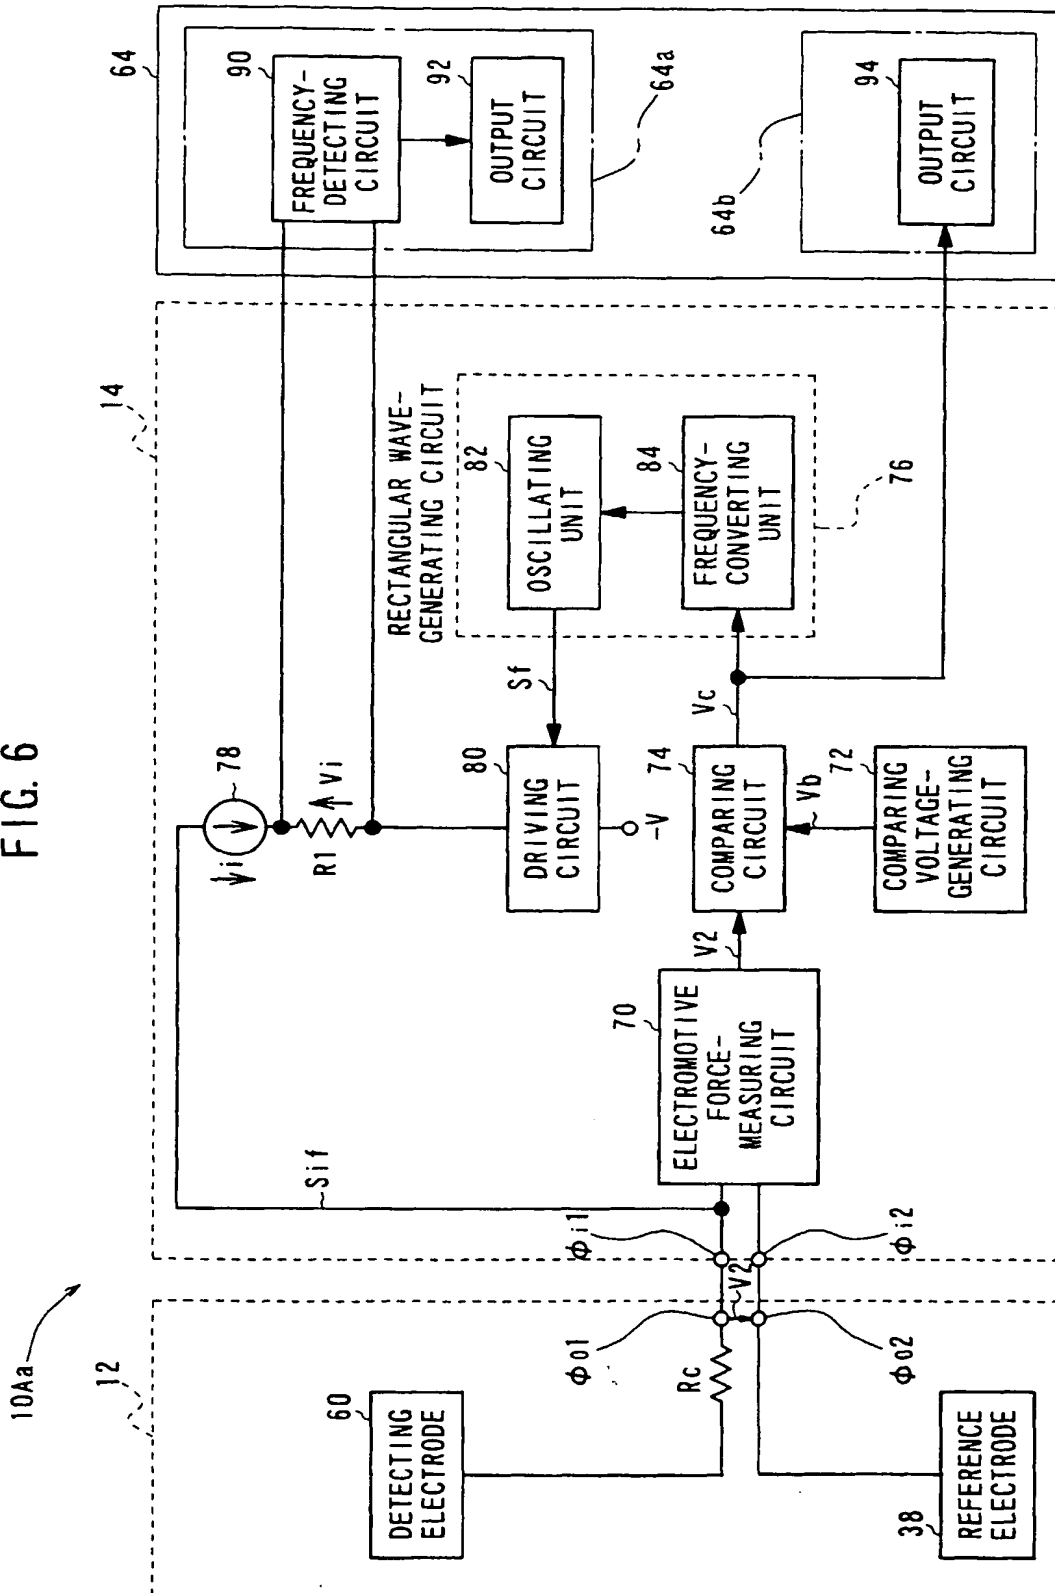 FIG. 6
10Aa
12
60
DETECTING
ELECTRODE
Rc
38
REFERENCE
ELECTRODE
ϕo1
ϕo2
V2
ϕi1
ϕi2
14
Sif
70
ELECTROMOTIVE
FORCE-
MEASURING
CIRCUIT
V2
78
i
R1
Vi
80
DRIVING
CIRCUIT
-V
74
COMPARING
CIRCUIT
Vb
72
COMPARING
VOLTAGE-
GENERATING
CIRCUIT
Sf
Vc
RECTANGULAR WAVE-
GENERATING CIRCUIT
82
OSCILLATING
UNIT
84
FREQUENCY-
CONVERTING
UNIT
76
64
90
FREQUENCY-
DETECTING
CIRCUIT
92
OUTPUT
CIRCUIT
64a
64b
94
OUTPUT
CIRCUIT